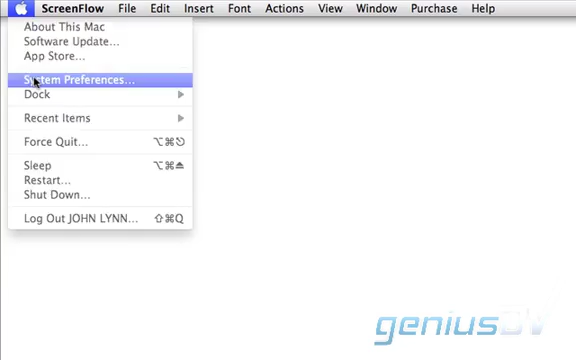 ScreenFlow File Edit Insert Font Actions View Window Purchase Help
About This Mac
Software Update...
App Store...
System Preferences...
Dock
Recent Items
Force Quit... ⌥⌘⎋
Sleep ⌥⌘⏏
Restart...
Shut Down...
Log Out JOHN LYNN... ⇧⌘Q
geniusDV